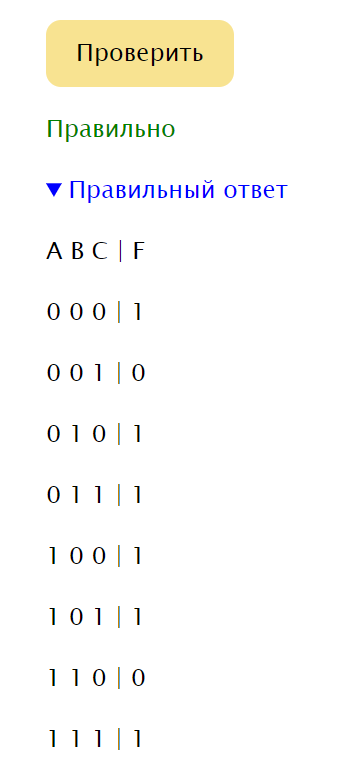 Проверить
Правильно
▼ Правильный ответ
A B C | F
0 0 0 | 1
0 0 1 | 0
0 1 0 | 1
0 1 1 | 1
1 0 0 | 1
1 0 1 | 1
1 1 0 | 0
1 1 1 | 1